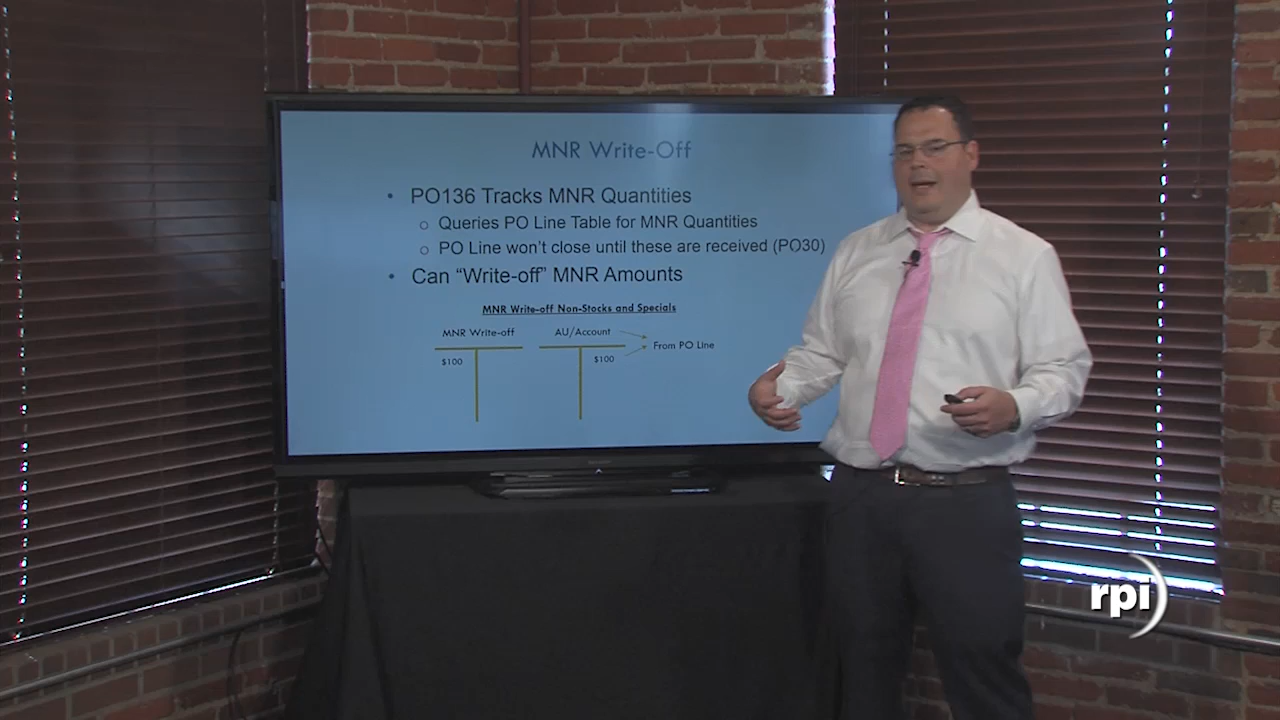 MNR Write-Off
• PO136 Tracks MNR Quantities
o Queries PO Line Table for MNR Quantities
o PO Line won't close until these are received (PO30)
• Can “Write-off” MNR Amounts
MNR Write-off Non-Stocks and Specials
MNR Write-off AU/Account
From PO Line
$100 $100
rpi